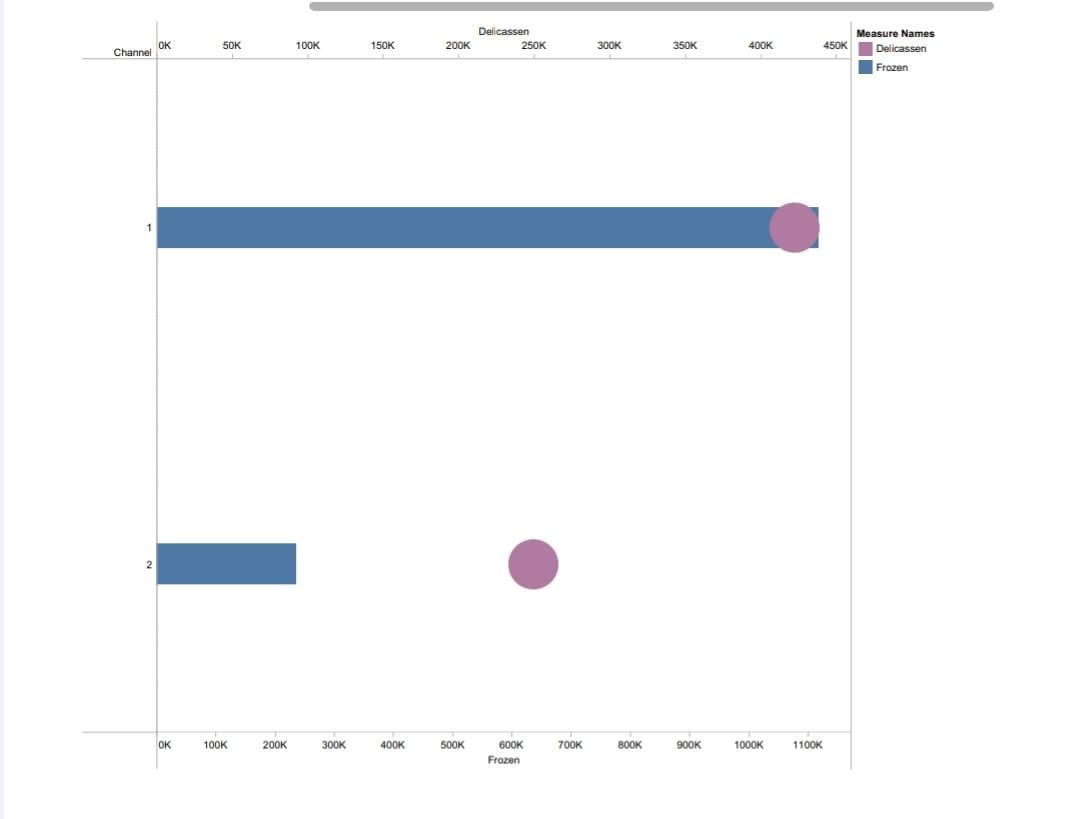 Delicassen
Channel 0K 50K 100K 150K 200K 250K 300K 350K 400K 450K
Measure Names
Delicassen
Frozen
1
2
0K 100K 200K 300K 400K 500K 600K 700K 800K 900K 1000K 1100K
Frozen